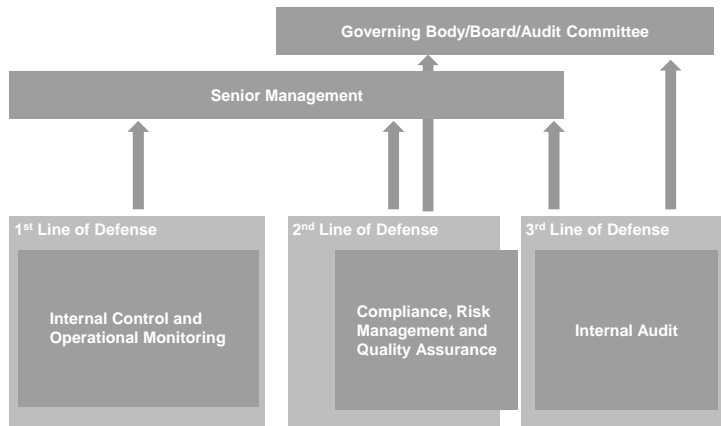 Governing Body/Board/Audit Committee
Senior Management
1st Line of Defense
2nd Line of Defense
3rd Line of Defense
Internal Control and
Operational Monitoring
Compliance, Risk
Management and
Quality Assurance
Internal Audit